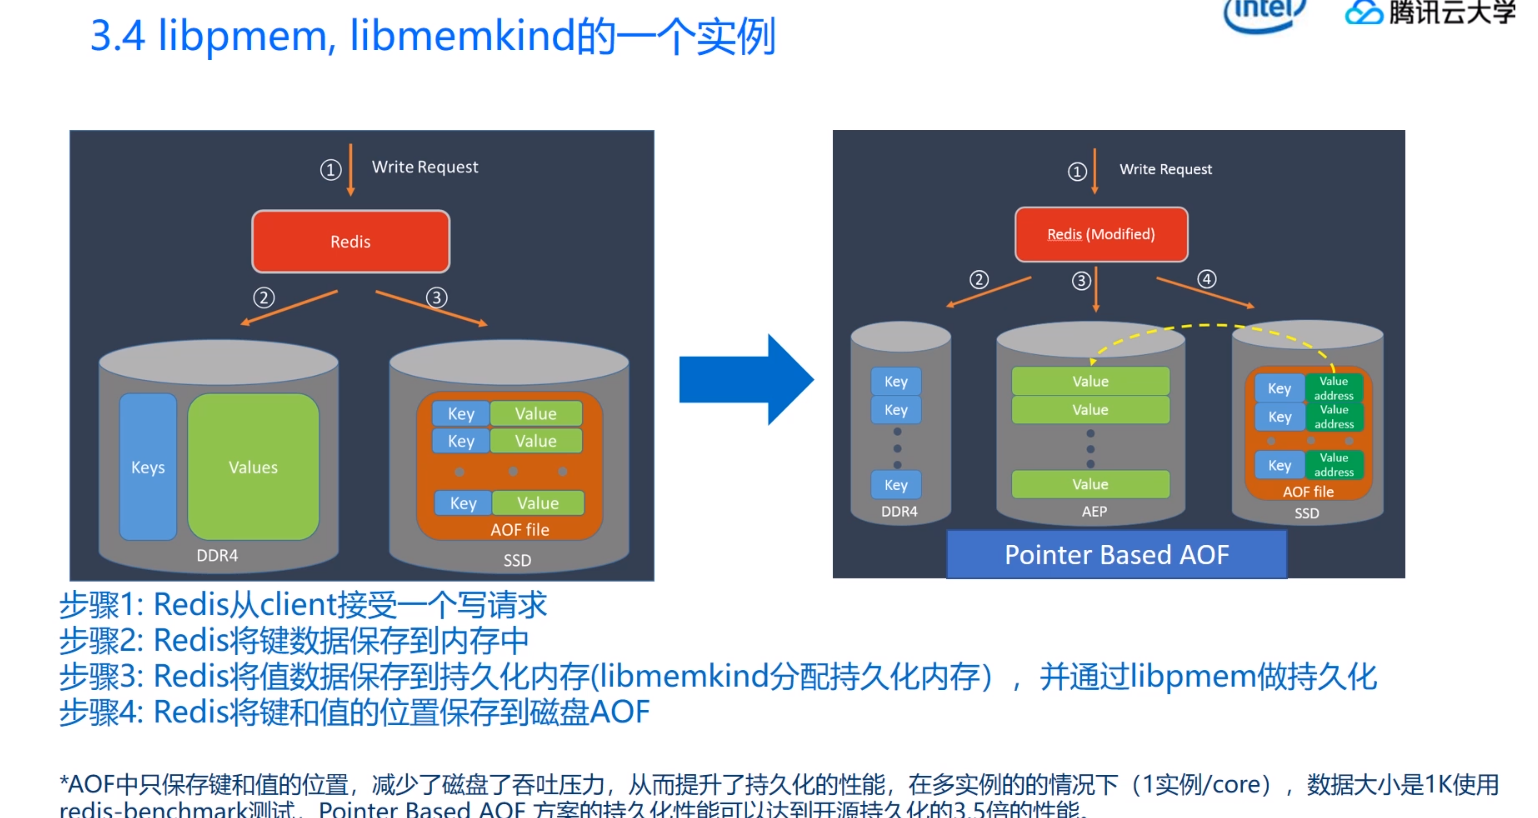 3.4 libpmem, libmemkind的一个实例
intel
腾讯云大学
① Write Request
Redis
② ③
Keys
Values
DDR4
Key Value
Key Value
Key Value
AOF file
SSD
① Write Request
Redis (Modified)
② ③ ④
Key
Key
Key
DDR4
Value
Value
Value
AEP
Key Value address
Key Value address
Key Value address
AOF file
SSD
Pointer Based AOF
步骤1: Redis从client接受一个写请求
步骤2: Redis将键数据保存到内存中
步骤3: Redis将值数据保存到持久化内存(libmemkind分配持久化内存），并通过libpmem做持久化
步骤4: Redis将键和值的位置保存到磁盘AOF
*AOF中只保存键和值的位置，减少了磁盘了吞吐压力，从而提升了持久化的性能，在多实例的的情况下（1实例/core），数据大小是1K使用
redis-benchmark测试，Pointer Based AOF 方案的持久化性能可以达到开源持久化的3.5倍的性能。